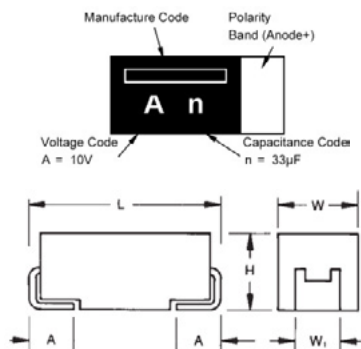 Manufacture Code
Polarity
Band (Anode+)
A n
Voltage Code
A = 10V
Capacitance Code
n = 33µF
L
W
H
A
A
W₁